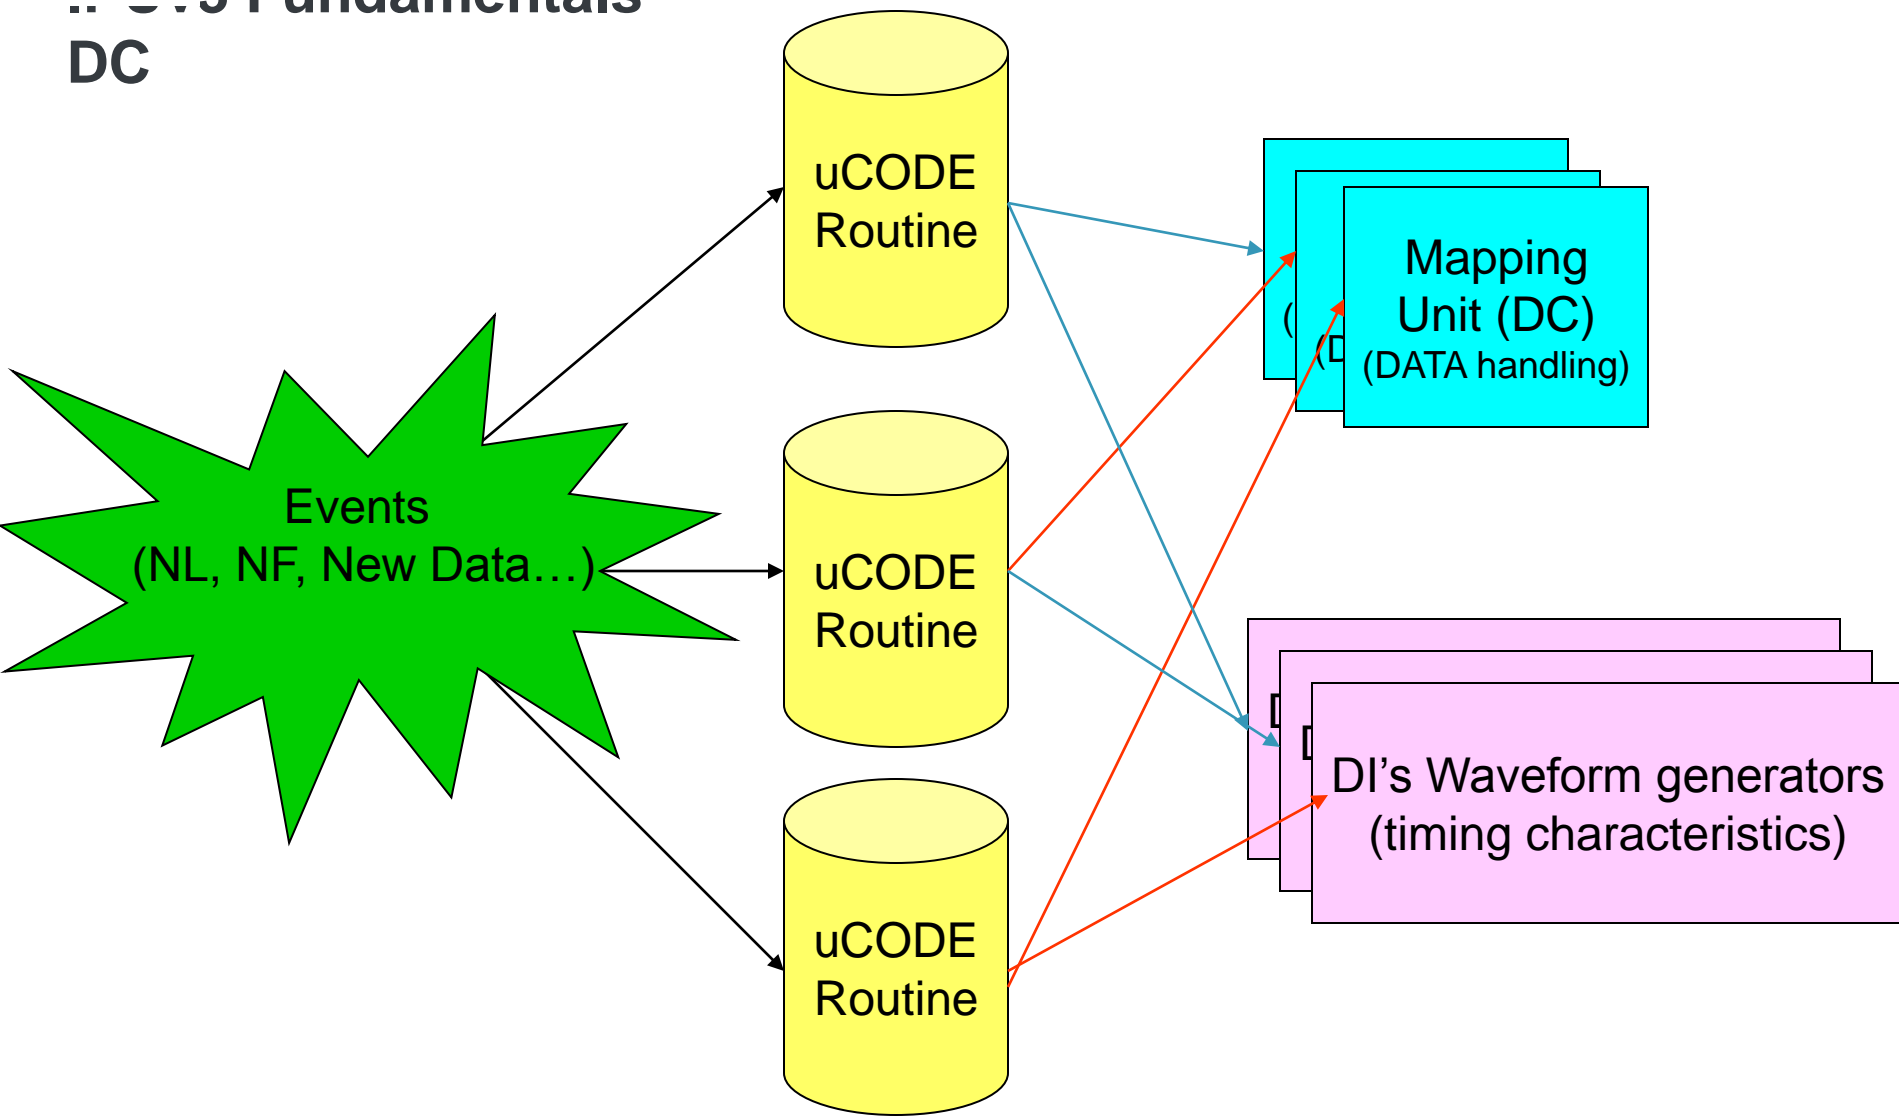 Fundamentals
DC
uCODE
Routine
Events
(NL, NF, New Data…)
uCODE
Routine
uCODE
Routine
Mapping
Unit (DC)
(DATA handling)
(
(D
DI’s Waveform generators
(timing characteristics)